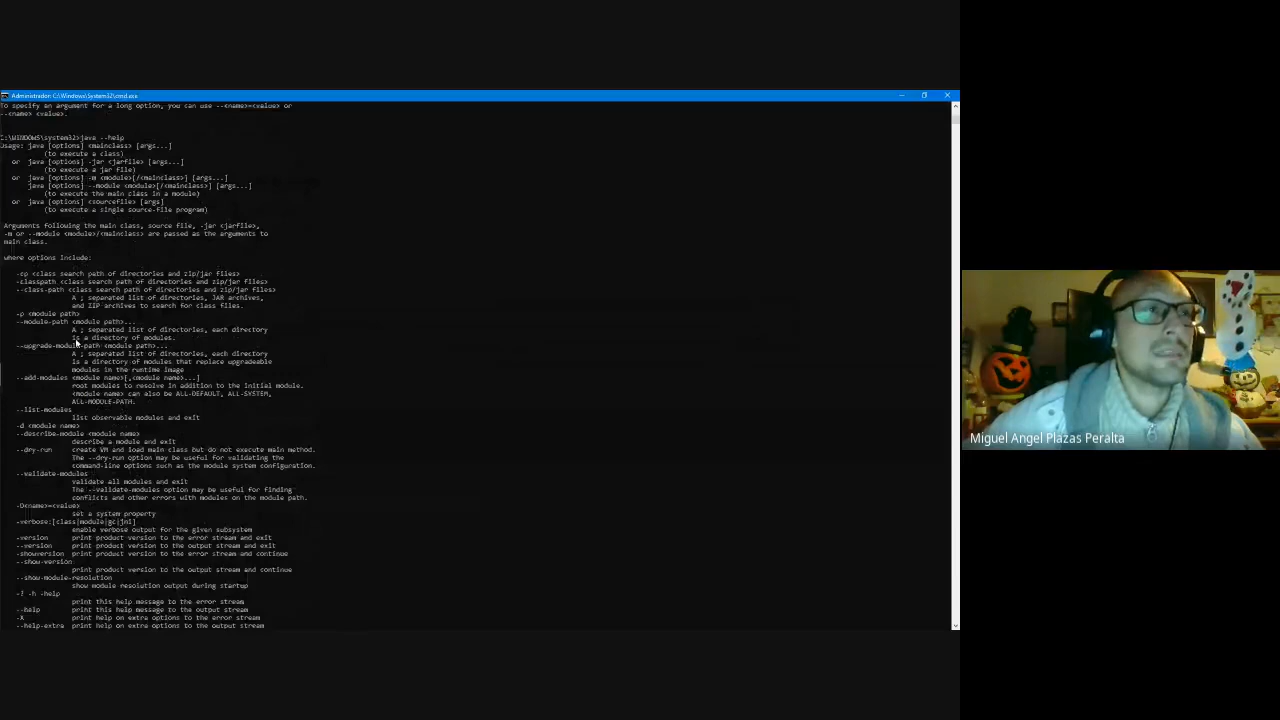 Administrador: C:\Windows\System32\cmd.exe
To specify an argument for a long option, you can use --<name>=<value> or
--<name> <value>.
C:\WINDOWS\system32>java --help
Usage: java [options] <mainclass> [args...]
(to execute a class)
or java [options] -jar <jarfile> [args...]
(to execute a jar file)
or java [options] -m <module>[/<mainclass>] [args...]
java [options] --module <module>[/<mainclass>] [args...]
(to execute the main class in a module)
or java [options] <sourcefile> [args]
(to execute a single source-file program)
Arguments following the main class, source file, -jar <jarfile>,
-m or --module <module>/<mainclass> are passed as the arguments to
main class.
where options include:
-cp <class search path of directories and zip/jar files>
-classpath <class search path of directories and zip/jar files>
--class-path <class search path of directories and zip/jar files>
A ; separated list of directories, JAR archives,
and ZIP archives to search for class files.
-p <module path>
--module-path <module path>...
A ; separated list of directories, each directory
is a directory of modules.
--upgrade-module-path <module path>...
A ; separated list of directories, each directory
is a directory of modules that replace upgradeable
modules in the runtime image
--add-modules <module name>[,<module name>...]
root modules to resolve in addition to the initial module.
<module name> can also be ALL-DEFAULT, ALL-SYSTEM,
ALL-MODULE-PATH.
--list-modules
list observable modules and exit
-d <module name>
--describe-module <module name>
describe a module and exit
--dry-run create VM and load main class but do not execute main method.
The --dry-run option may be useful for validating the
command-line options such as the module system configuration.
--validate-modules
validate all modules and exit
The --validate-modules option may be useful for finding
conflicts and other errors with modules on the module path.
-D<name>=<value>
set a system property
-verbose:[class|module|gc|jni]
enable verbose output for the given subsystem
-version print product version to the error stream and exit
--version print product version to the output stream and exit
-showversion print product version to the error stream and continue
--show-version
print product version to the output stream and continue
--show-module-resolution
show module resolution output during startup
-? -h -help
print this help message to the error stream
--help print this help message to the output stream
-X print help on extra options to the error stream
--help-extra print help on extra options to the output stream
Miguel Angel Plazas Peralta